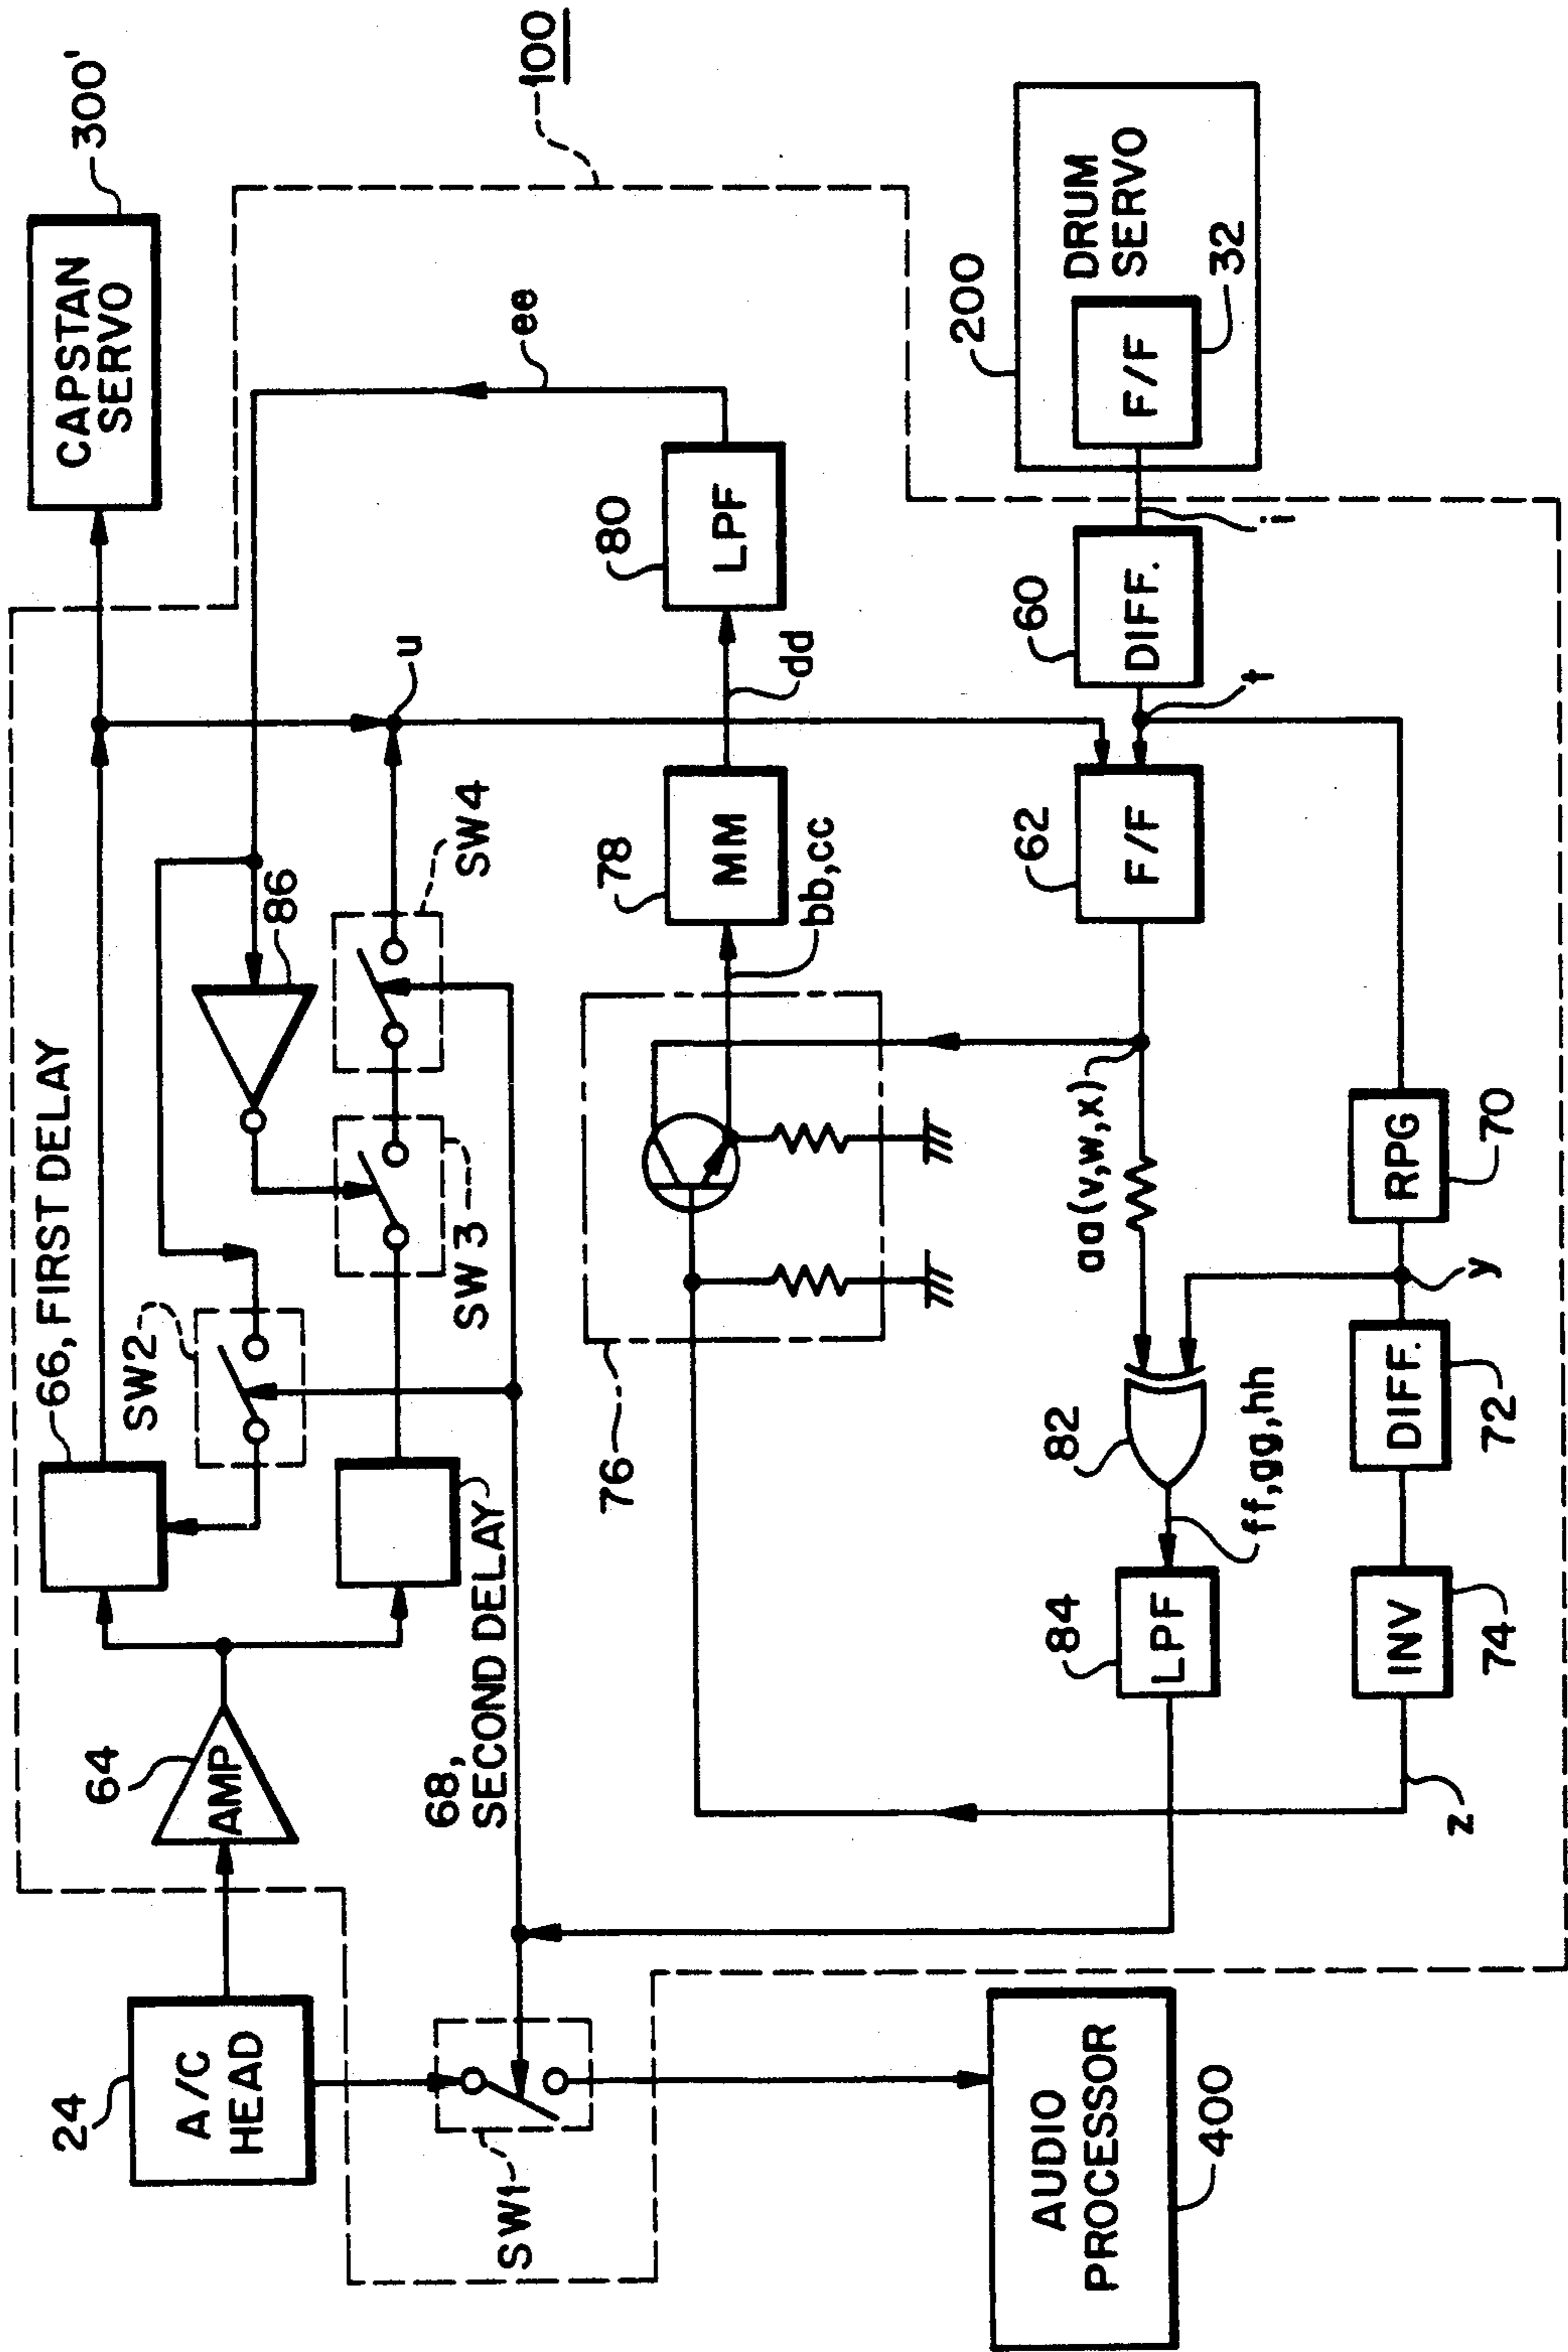 24
A/C
HEAD
64
AMP
66, FIRST DELAY
SW2
86
u
CAPSTAN
SERVO
300'
68,
SECOND DELAY
SW3
SW4
ee
100
SW1
76
78
MM
bb,cc
dd
80
LPF
AUDIO
PROCESSOR
400
84
LPF
82
ff,gg,hh
aa(v,w,x)
62
F/F
60
DIFF.
t
i
200
DRUM
SERVO
F/F
32
z
INV
74
DIFF.
72
y
RPG
70